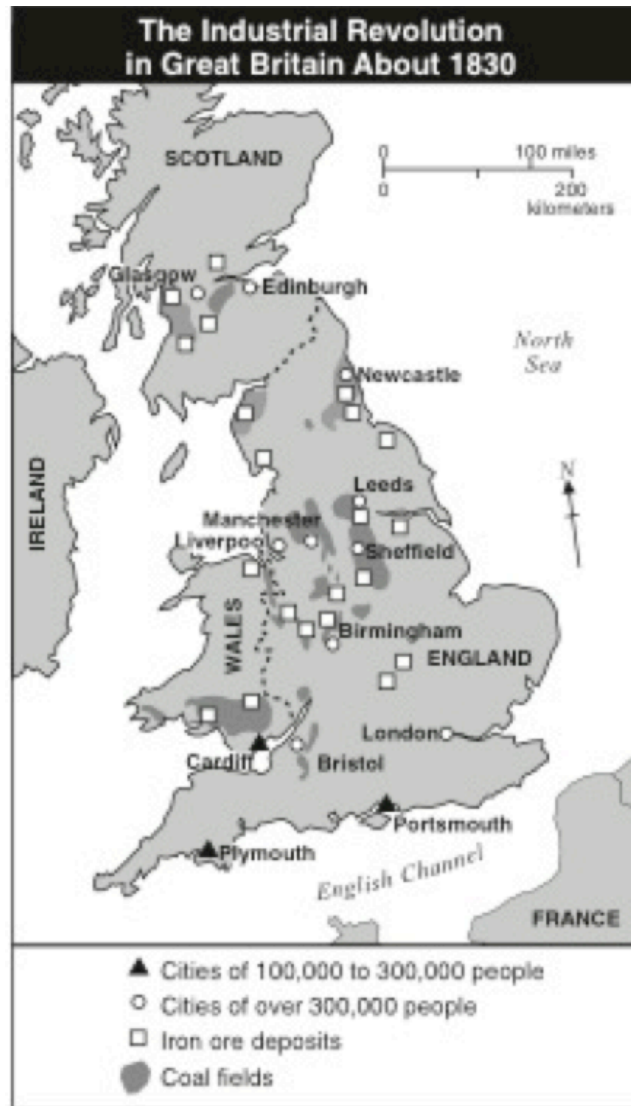 The Industrial Revolution
in Great Britain About 1830
SCOTLAND
0 100 miles
0 200
kilometers
Glasgow
Edinburgh
North
Sea
Newcastle
N
IRELAND
Leeds
Manchester
Liverpool
Sheffield
WALES
Birmingham
ENGLAND
London
Cardiff
Bristol
Portsmouth
Plymouth
English Channel
FRANCE
Cities of 100,000 to 300,000 people
Cities of over 300,000 people
Iron ore deposits
Coal fields